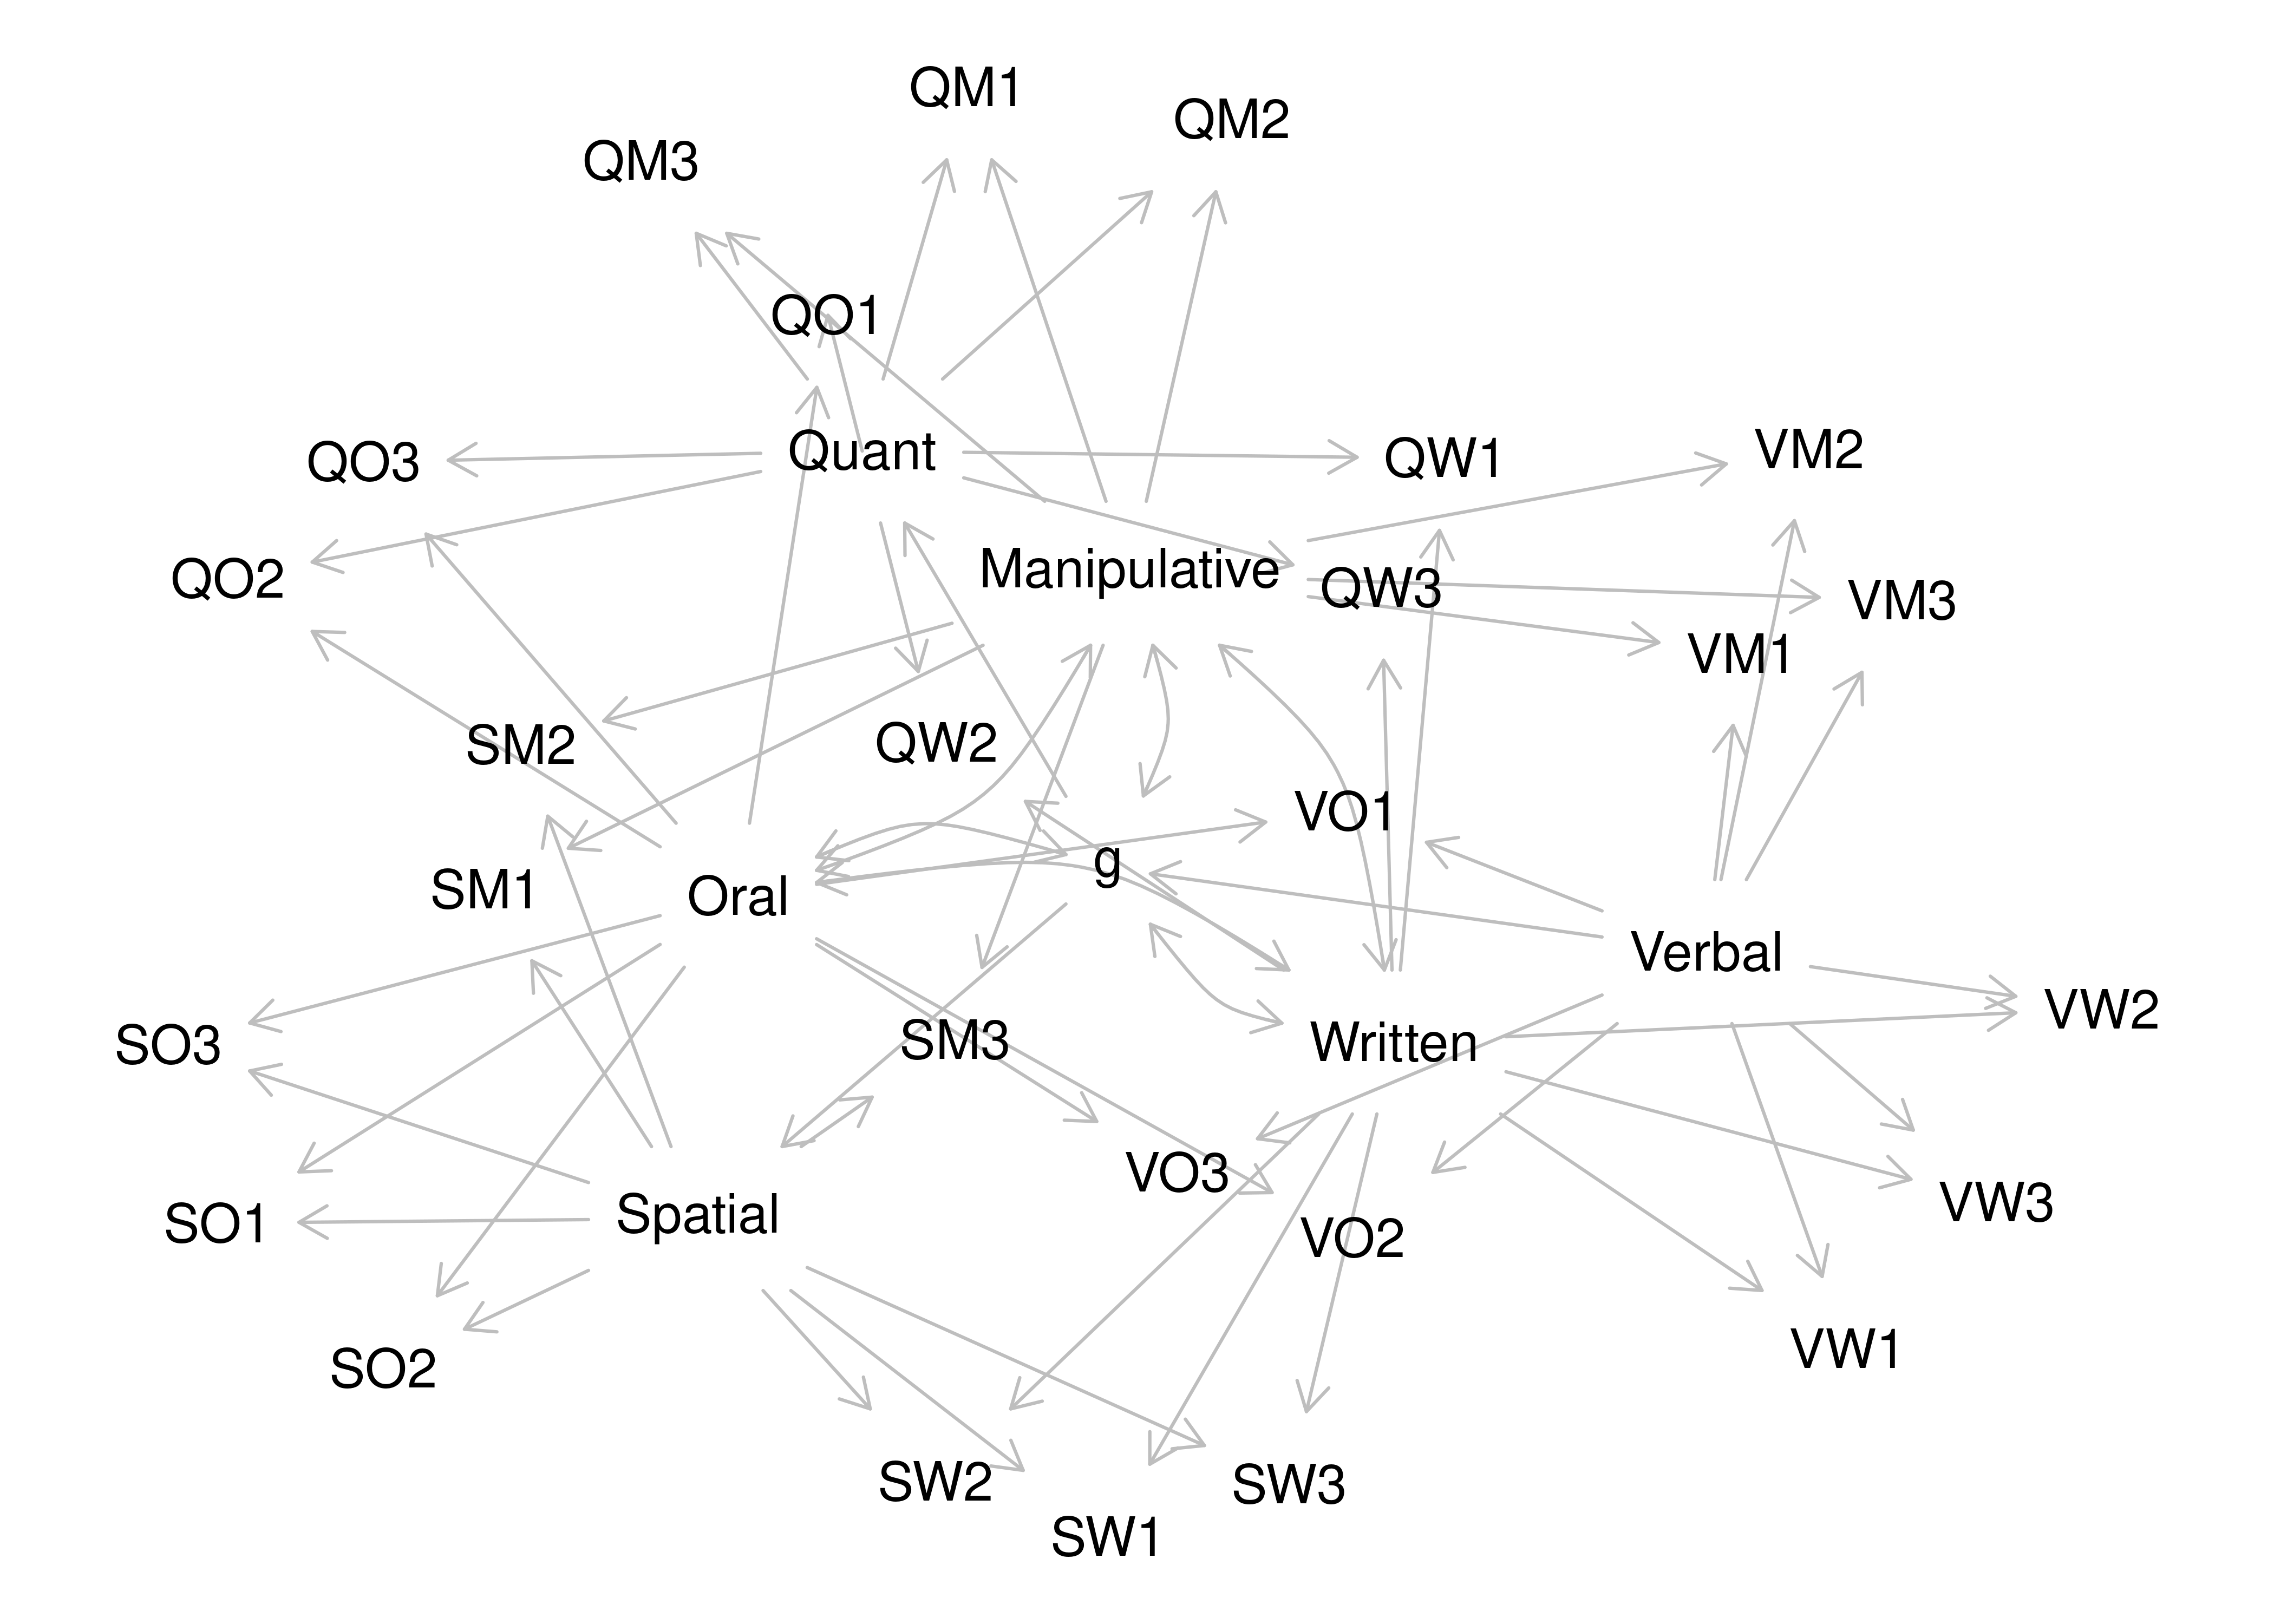 QM1
QM2
QM3
QO1
Quant
QO3
QW1
VM2
Manipulative
QO2
QW3
VM3
VM1
SM2
QW2
VO1
g
SM1
Oral
Verbal
VW2
SO3
SM3
Written
VO3
VW3
Spatial
SO1
VO2
VW1
SO2
SW2
SW3
SW1